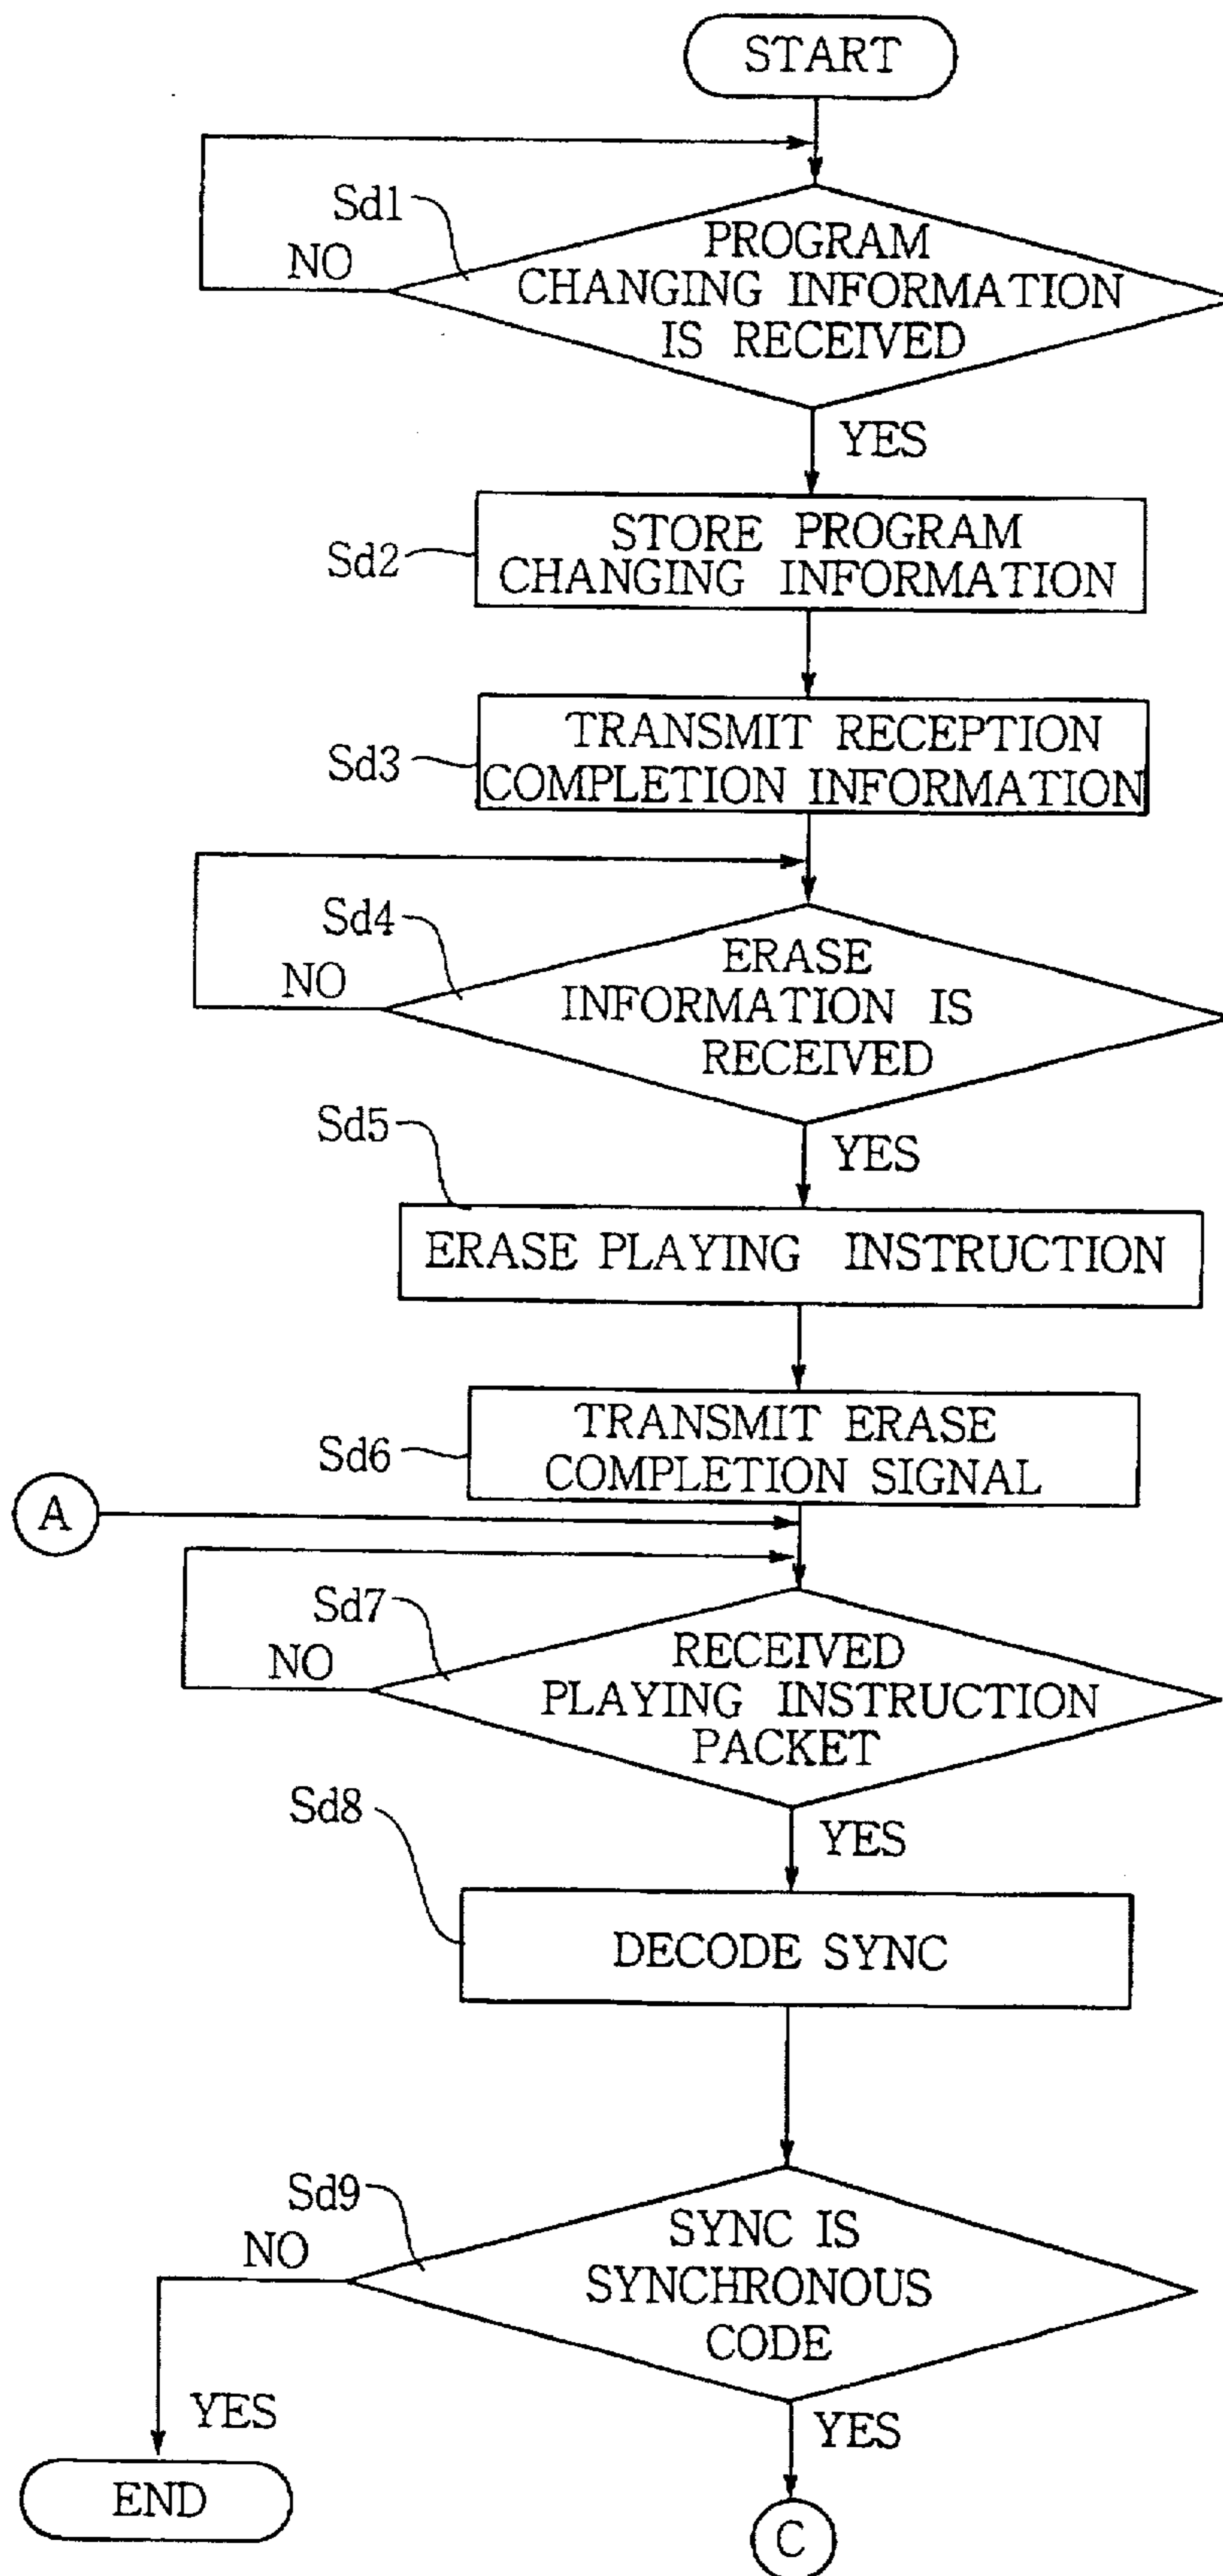 START
Sd1
NO
PROGRAM
CHANGING INFORMATION
IS RECEIVED
YES
Sd2
STORE PROGRAM
CHANGING INFORMATION
Sd3
TRANSMIT RECEPTION
COMPLETION INFORMATION
Sd4
NO
ERASE
INFORMATION IS
RECEIVED
YES
Sd5
ERASE PLAYING INSTRUCTION
Sd6
TRANSMIT ERASE
COMPLETION SIGNAL
A
Sd7
NO
RECEIVED
PLAYING INSTRUCTION
PACKET
YES
Sd8
DECODE SYNC
Sd9
NO
SYNC IS
SYNCHRONOUS
CODE
YES
YES
END
C